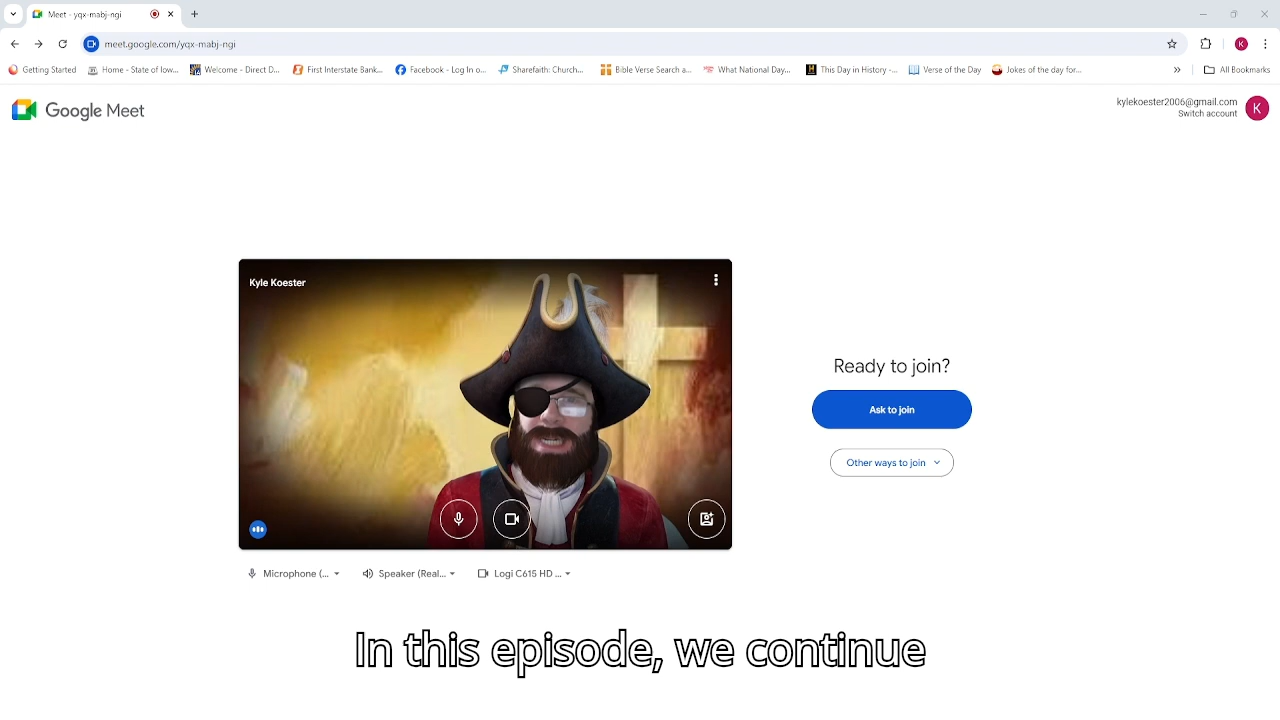 Meet - yqx-mabj-ngi
meet.google.com/yqx-mabj-ngi
K
Getting Started
Home - State of Iow...
Welcome - Direct D...
First Interstate Bank...
Facebook - Log In o...
Sharefaith: Church...
Bible Verse Search a...
What National Day...
This Day in History -...
Verse of the Day
Jokes of the day for...
»
All Bookmarks
Google Meet
kylekoester2006@gmail.com
Switch account
K
Kyle Koester
Ready to join?
Ask to join
Other ways to join
Microphone (...
Speaker (Real...
Logi C615 HD ...
In this episode, we continue